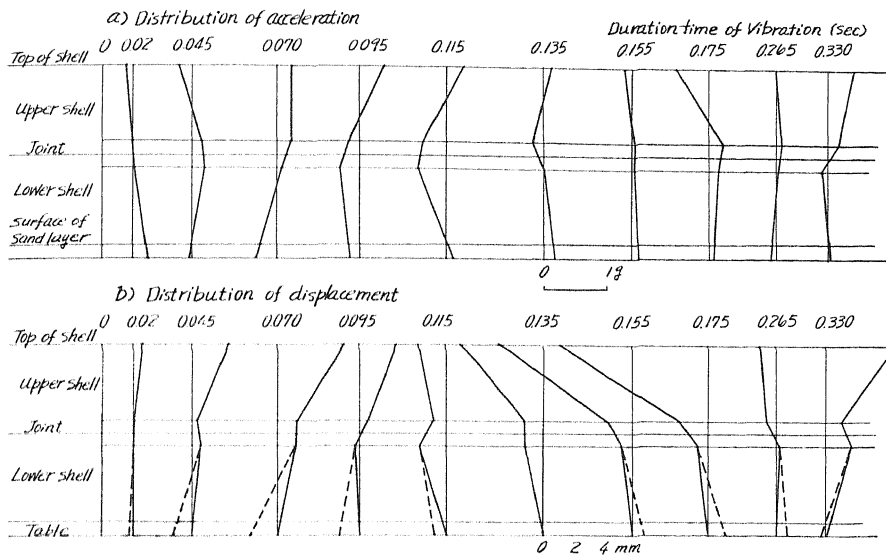 a) Distribution of acceleration
Duration time of Vibration (sec)
0 0.02 0.045 0.070 0.095 0.115 0.135 0.155 0.175 0.265 0.330
Top of shell
Upper shell
Joint
Lower shell
Surface of
sand layer
0 1g
b) Distribution of displacement
0 0.02 0.045 0.070 0.095 0.115 0.135 0.155 0.175 0.265 0.330
Top of shell
Upper shell
Joint
Lower shell
Table
0 2 4 mm